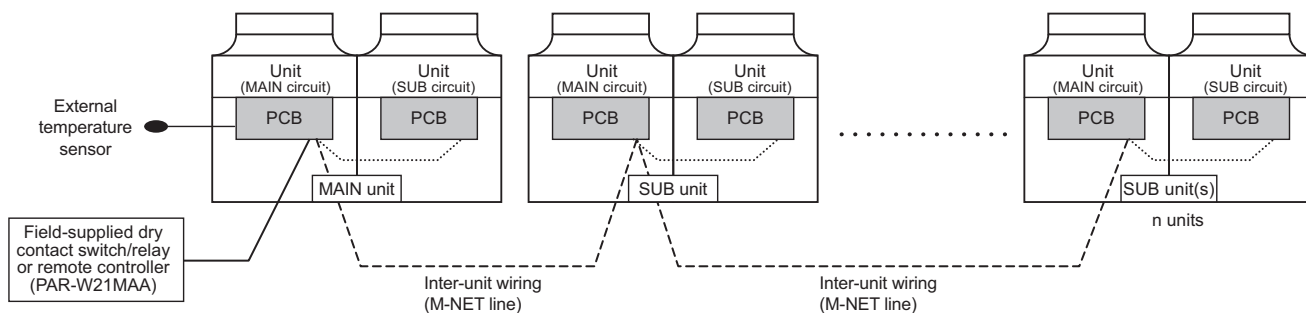 Unit
(MAIN circuit)
Unit
(SUB circuit)
Unit
(MAIN circuit)
Unit
(SUB circuit)
Unit
(MAIN circuit)
Unit
(SUB circuit)
External
temperature
sensor
PCB
PCB
PCB
PCB
PCB
PCB
MAIN unit
SUB unit
SUB unit(s)
n units
Field-supplied dry
contact switch/relay
or remote controller
(PAR-W21MAA)
Inter-unit wiring
(M-NET line)
Inter-unit wiring
(M-NET line)